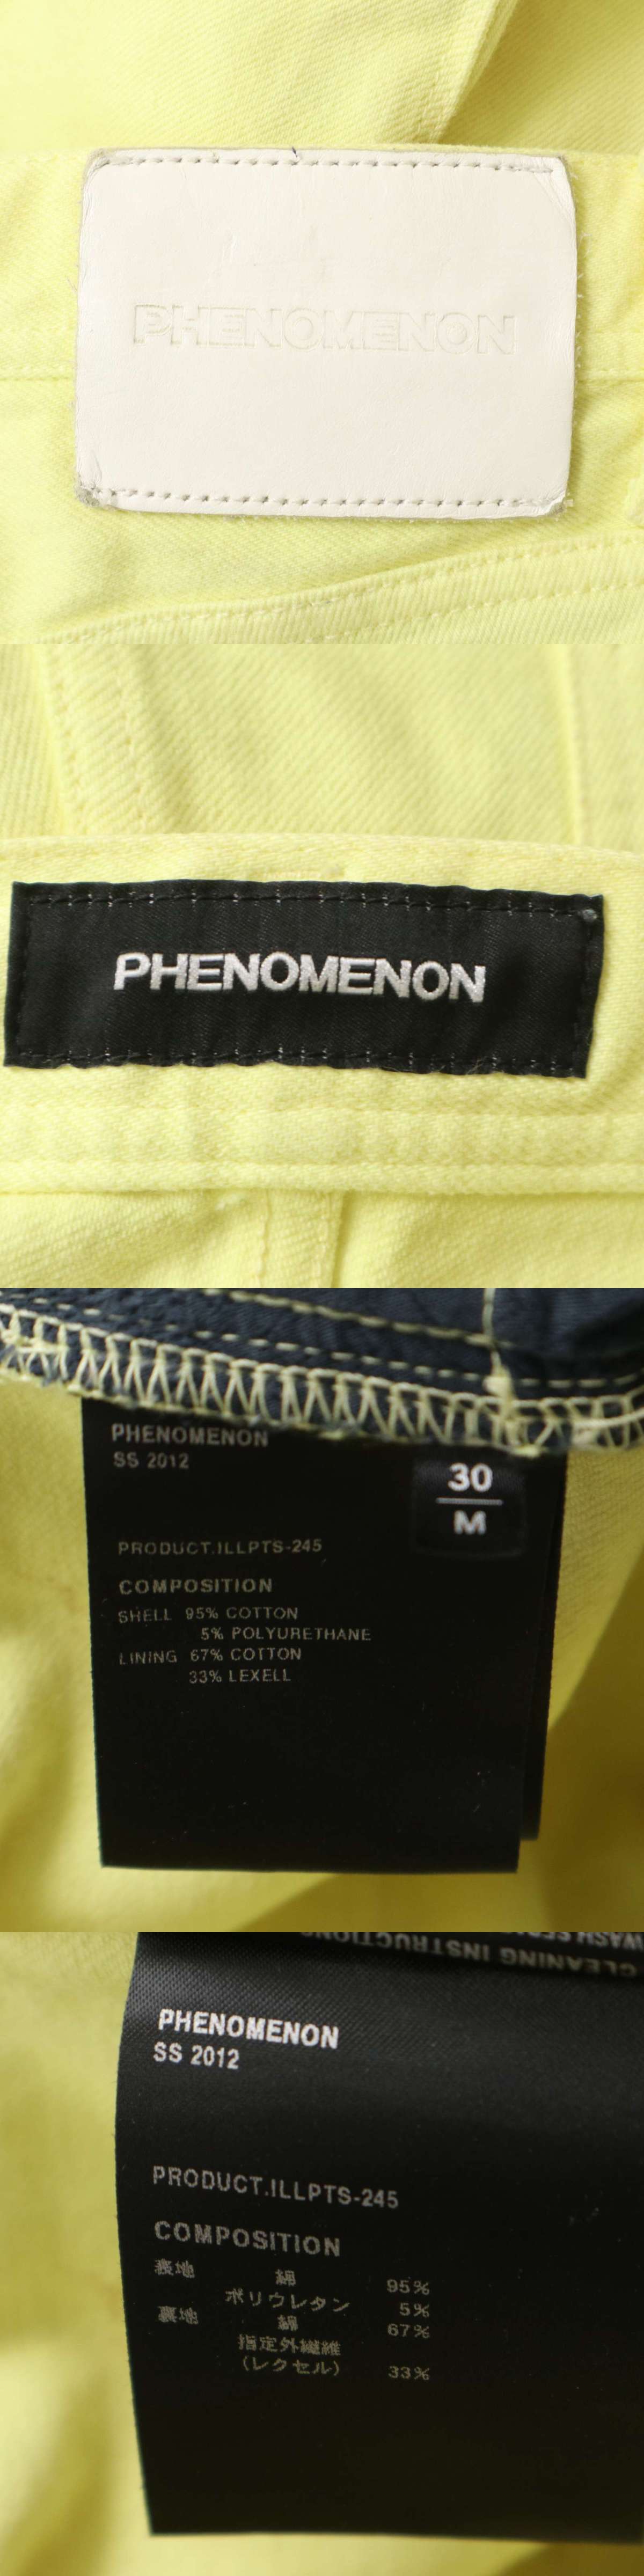 PHENOMENON
PHENOMENON
PHENOMENON
SS 2012
30
M
PRODUCT.ILLPTS-245
COMPOSITION
SHELL 95% COTTON
5% POLYURETHANE
LINING 67% COTTON
33% LEXELL
CLEANING INSTRUCTIONS
PHENOMENON
SS 2012
PRODUCT.ILLPTS-245
COMPOSITION
表地 綿 95%
ポリウレタン 5%
裏地 綿 67%
指定外繊維
(レクセル) 33%